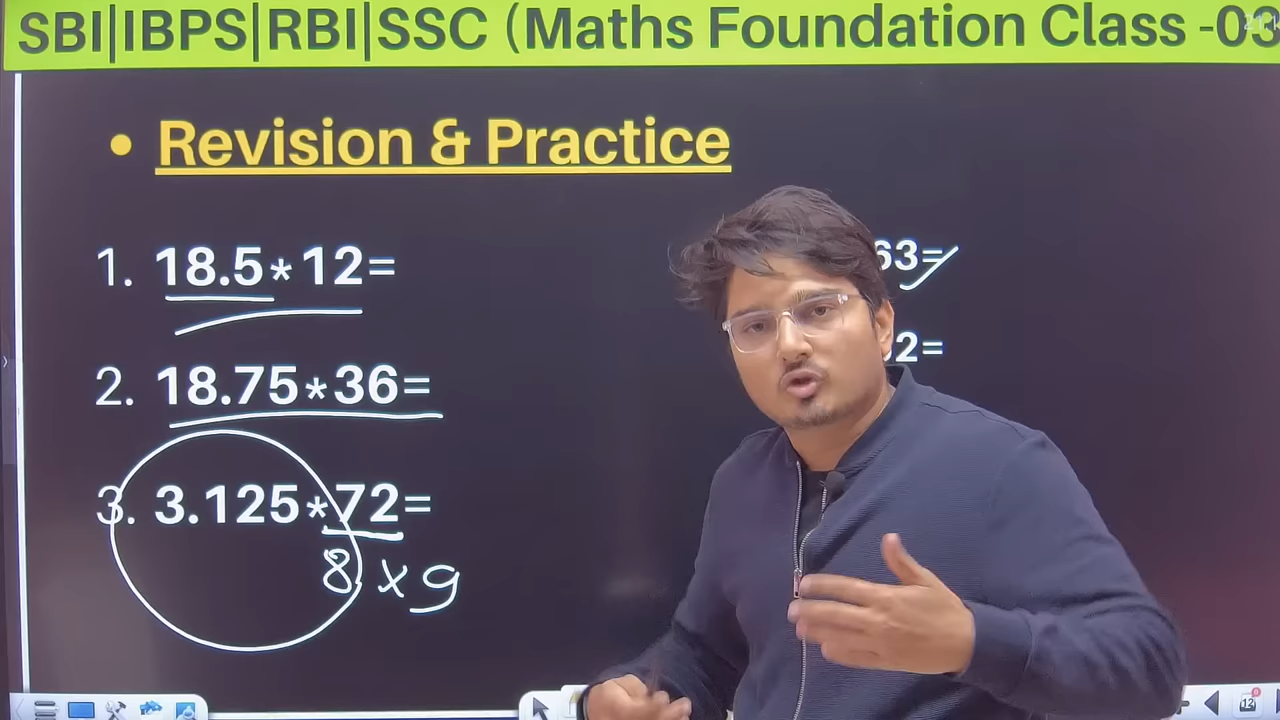 SBI|IBPS|RBI|SSC (Maths Foundation Class -03
• Revision & Practice
1. 18.5*12=
2. 18.75*36=
3. 3.125*72=
8 x 9
63=
2=